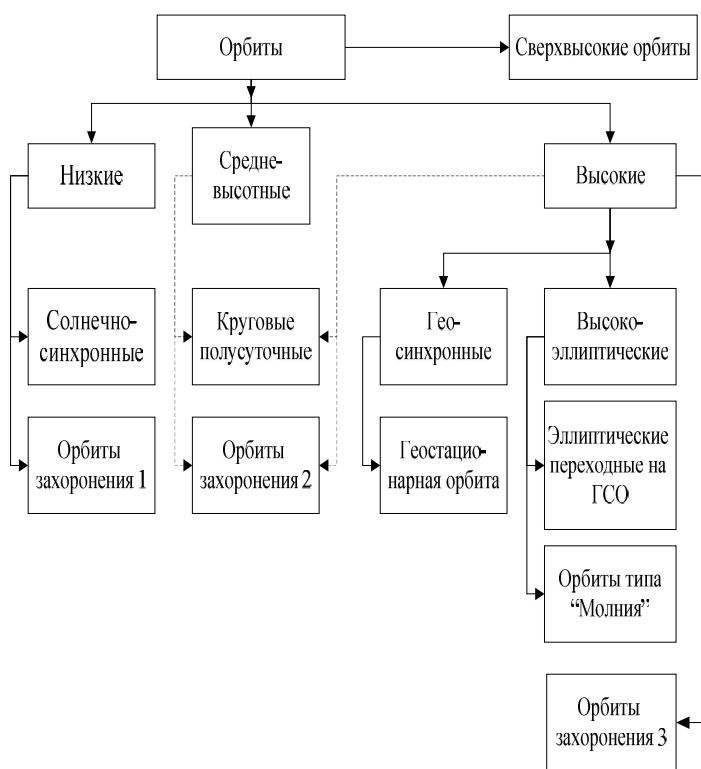 Орбиты
Сверхвысокие орбиты
Низкие
Средне-
высотные
Высокие
Солнечно-
синхронные
Круговые
полусуточные
Гео-
синхронные
Высоко-
эллиптические
Орбиты
захоронения 1
Орбиты
захоронения 2
Геостацио-
нарная орбита
Эллиптические
переходные на
ГСО
Орбиты типа
“Молния”
Орбиты
захоронения 3